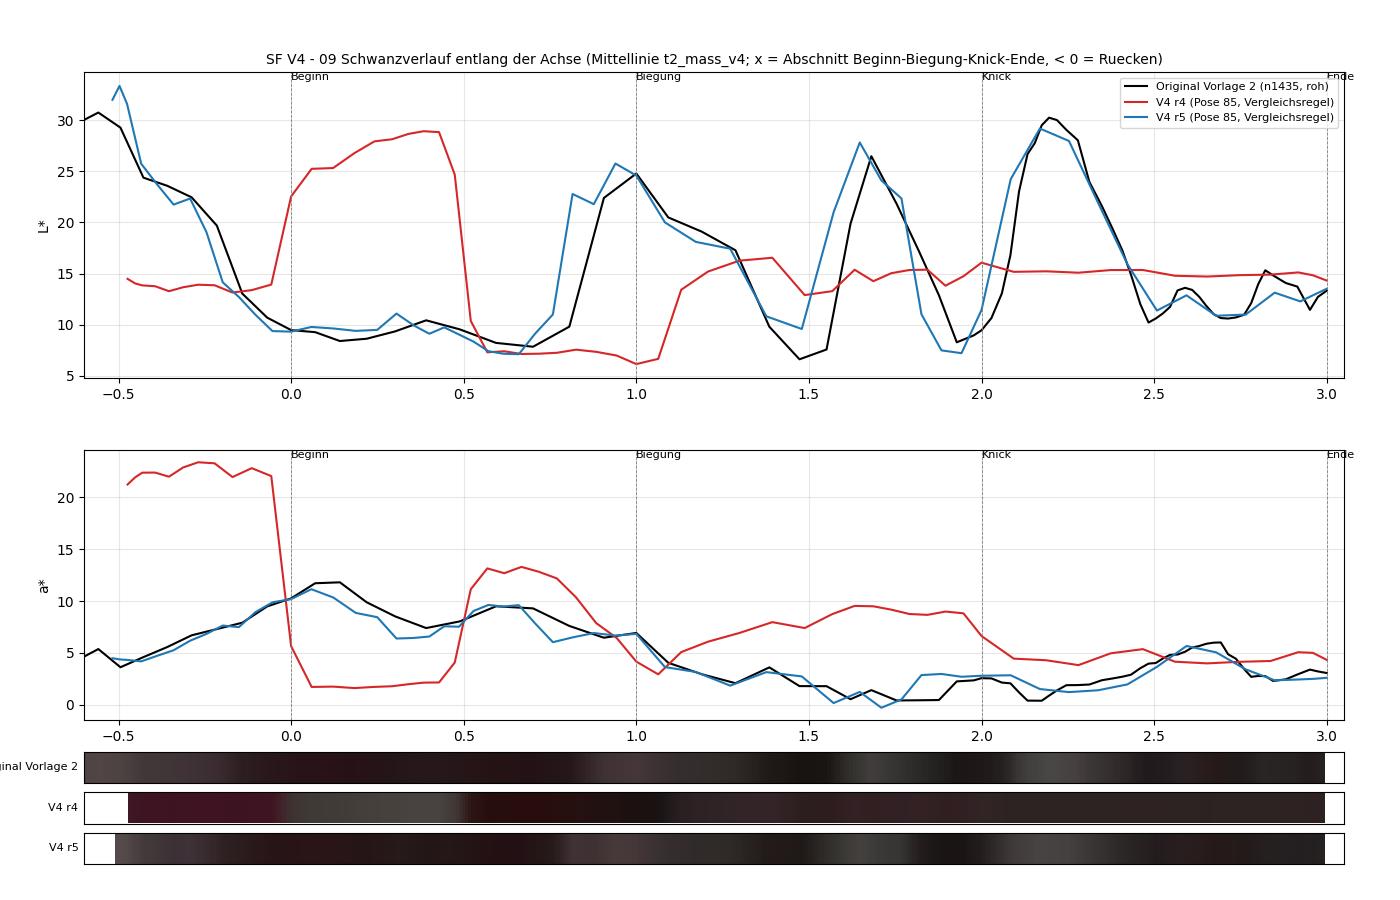 SF V4 - 09 Schwanzverlauf entlang der Achse (Mittellinie t2_mass_v4; x = Abschnitt Beginn-Biegung-Knick-Ende, < 0 = Ruecken)
Beginn Biegung Knick Ende
Original Vorlage 2 (n1435, roh)
V4 r4 (Pose 85, Vergleichsregel)
V4 r5 (Pose 85, Vergleichsregel)
L*
30
25
20
15
10
5
−0.5 0.0 0.5 1.0 1.5 2.0 2.5 3.0
Beginn Biegung Knick Ende
a*
20
15
10
5
0
−0.5 0.0 0.5 1.0 1.5 2.0 2.5 3.0
inal Vorlage 2
V4 r4
V4 r5